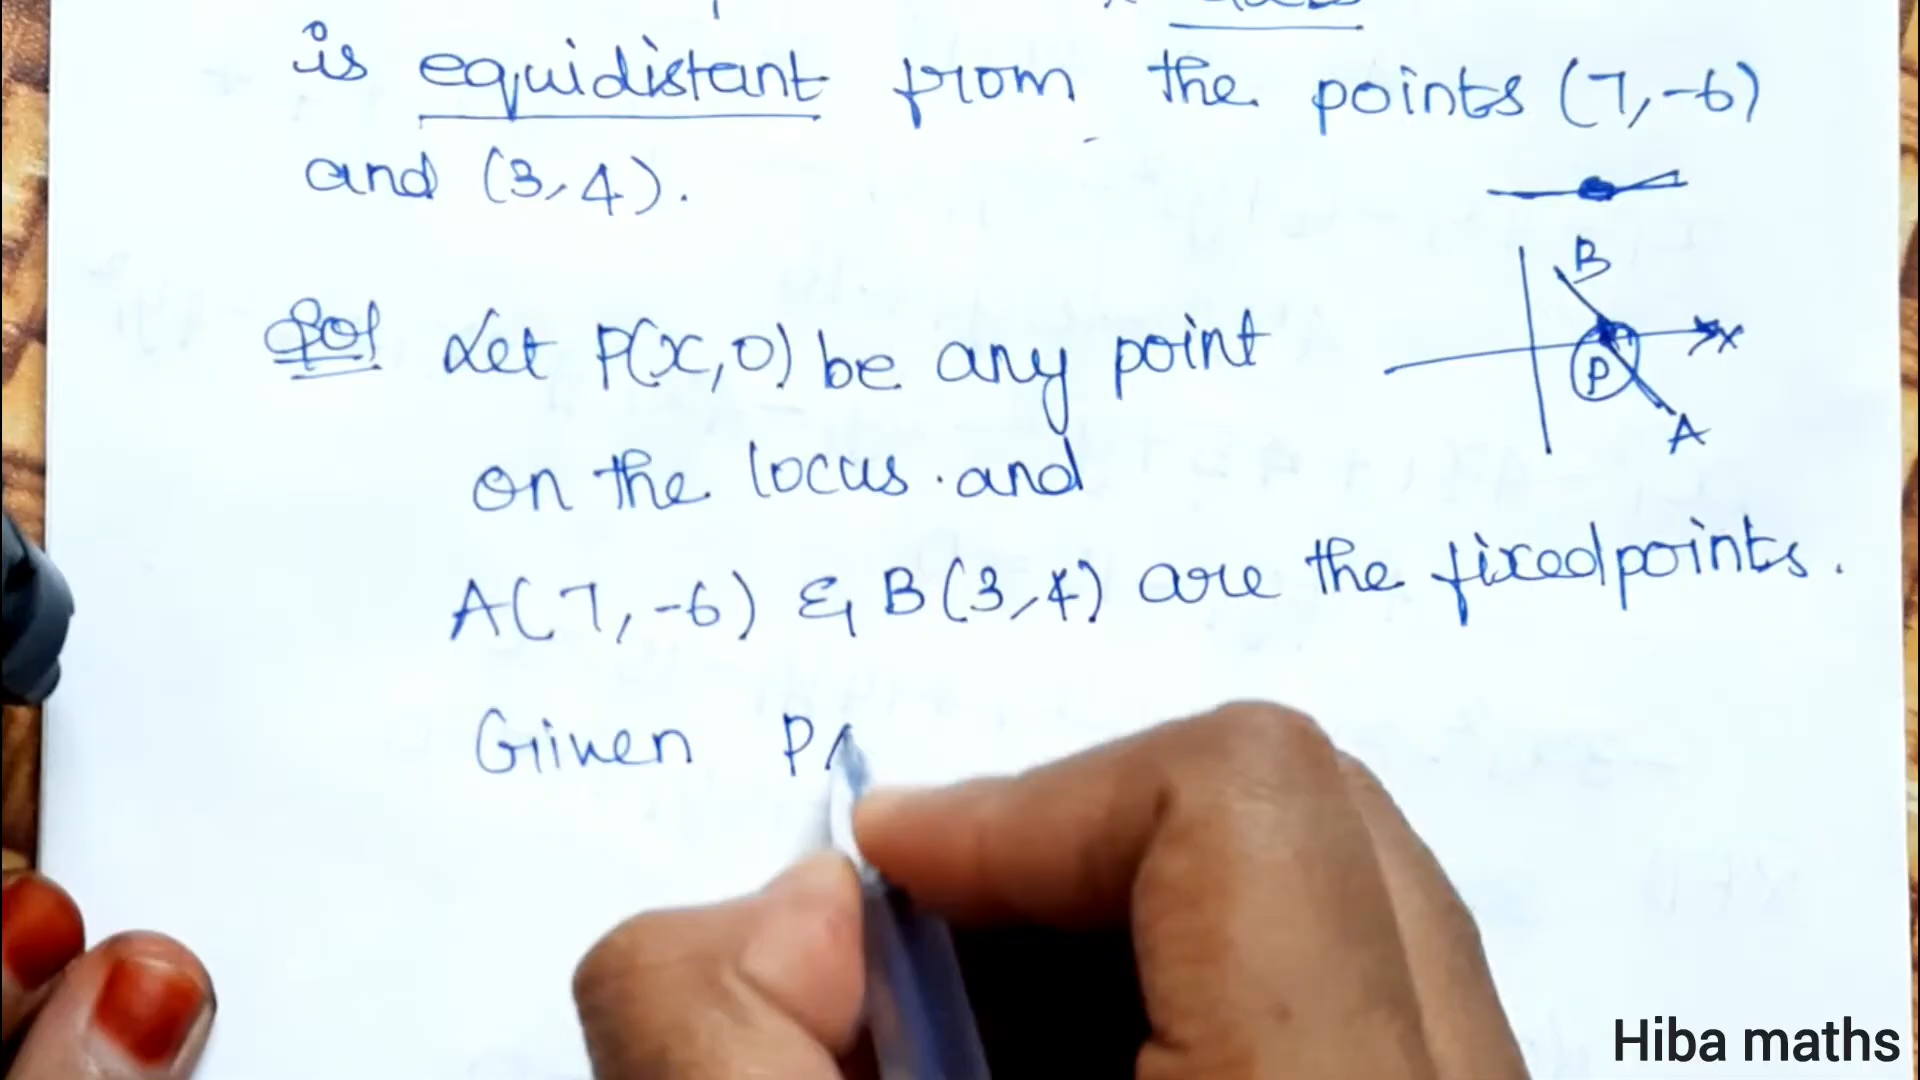 is equidistant from the points (7,-6)
and (3,4).
B
x
P
A
Sol Let P(x,0) be any point
on the locus.and
A(7,-6) & B(3,4) are the fixed points.
Given PA
Hiba maths